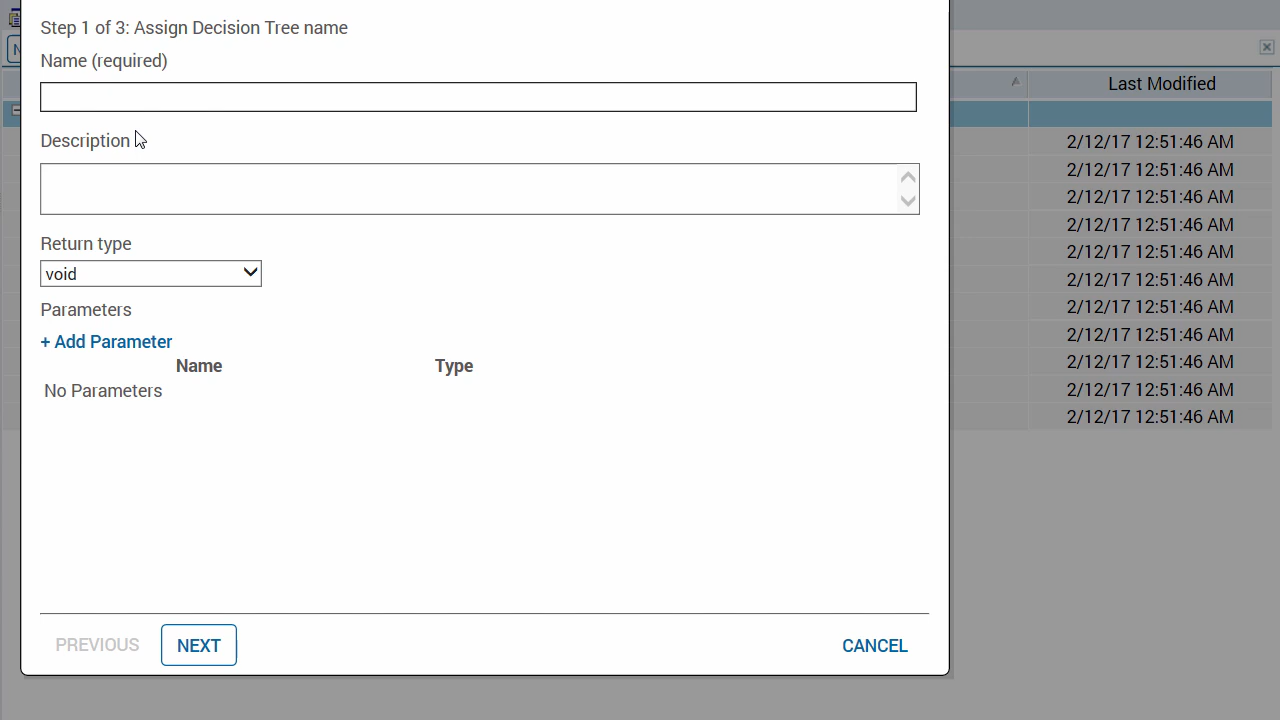 Step 1 of 3: Assign Decision Tree name
Name (required)
Description
Return type
void
Parameters
+ Add Parameter
Name Type
No Parameters
PREVIOUS NEXT CANCEL
N
Last Modified
2/12/17 12:51:46 AM
2/12/17 12:51:46 AM
2/12/17 12:51:46 AM
2/12/17 12:51:46 AM
2/12/17 12:51:46 AM
2/12/17 12:51:46 AM
2/12/17 12:51:46 AM
2/12/17 12:51:46 AM
2/12/17 12:51:46 AM
2/12/17 12:51:46 AM
2/12/17 12:51:46 AM